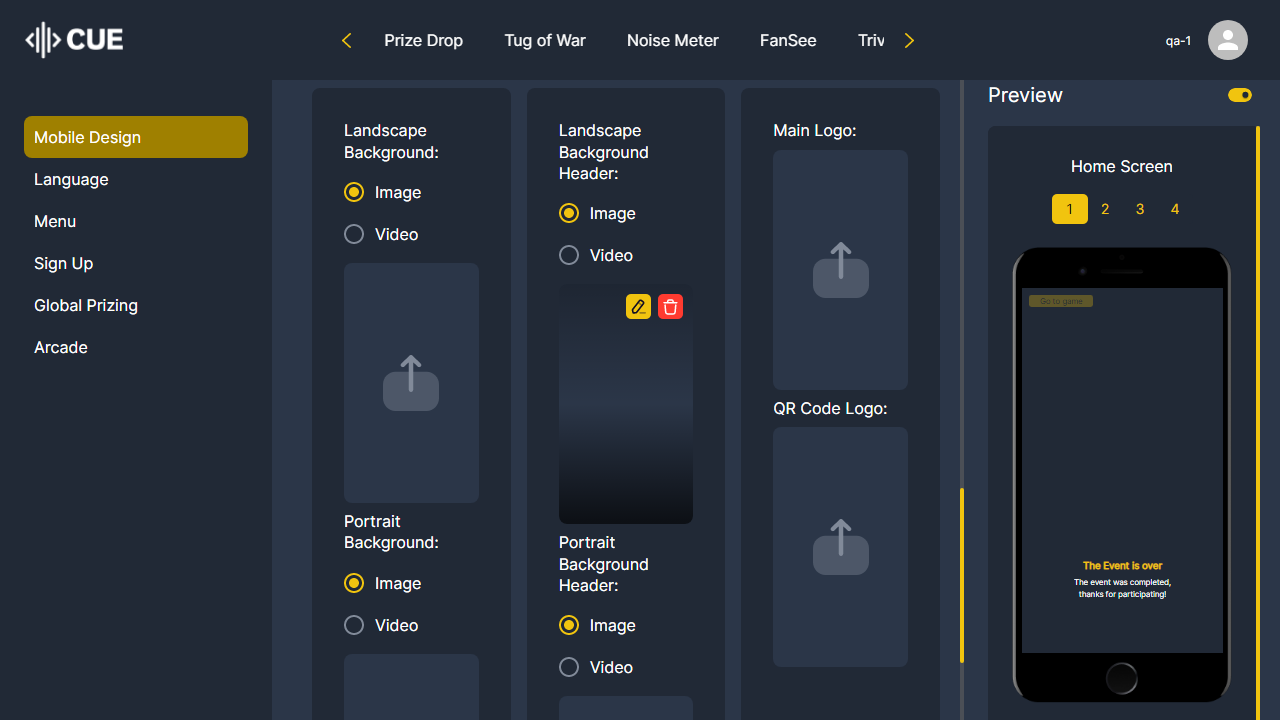 CUE
Prize Drop
Tug of War
Noise Meter
FanSee
Triv
qa-1
Mobile Design
Language
Menu
Sign Up
Global Prizing
Arcade
Landscape
Background:
Image
Video
Portrait
Background:
Image
Video
Landscape
Background
Header:
Image
Video
Portrait
Background
Header:
Image
Video
Main Logo:
QR Code Logo:
Preview
Home Screen
1 2 3 4
Go to game
The Event is over
The event was completed,
thanks for participating!